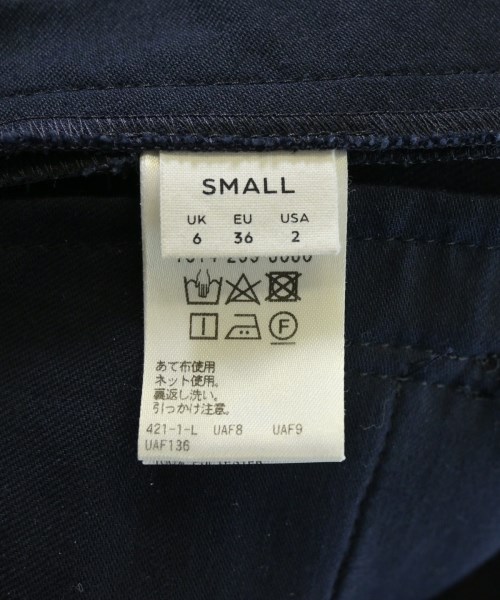 SMALL
UK EU USA
6 36 2
F
あて布使用
ネット使用。
裏返し洗い。
引っかけ注意。
421-1-L UAF8 UAF9
UAF136